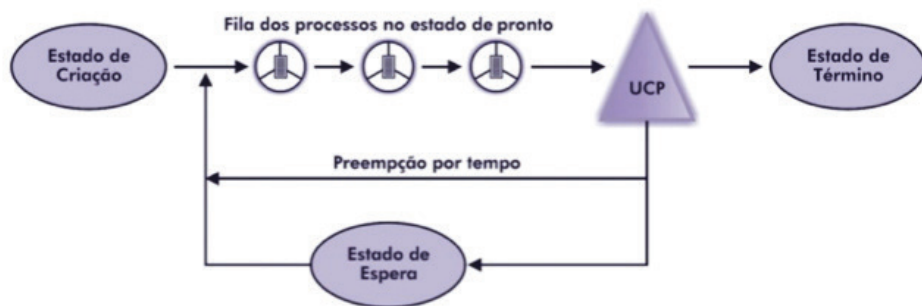 Fila dos processos no estado de pronto
Estado de
Criação
UCP
Estado de
Término
Preempção por tempo
Estado de
Espera